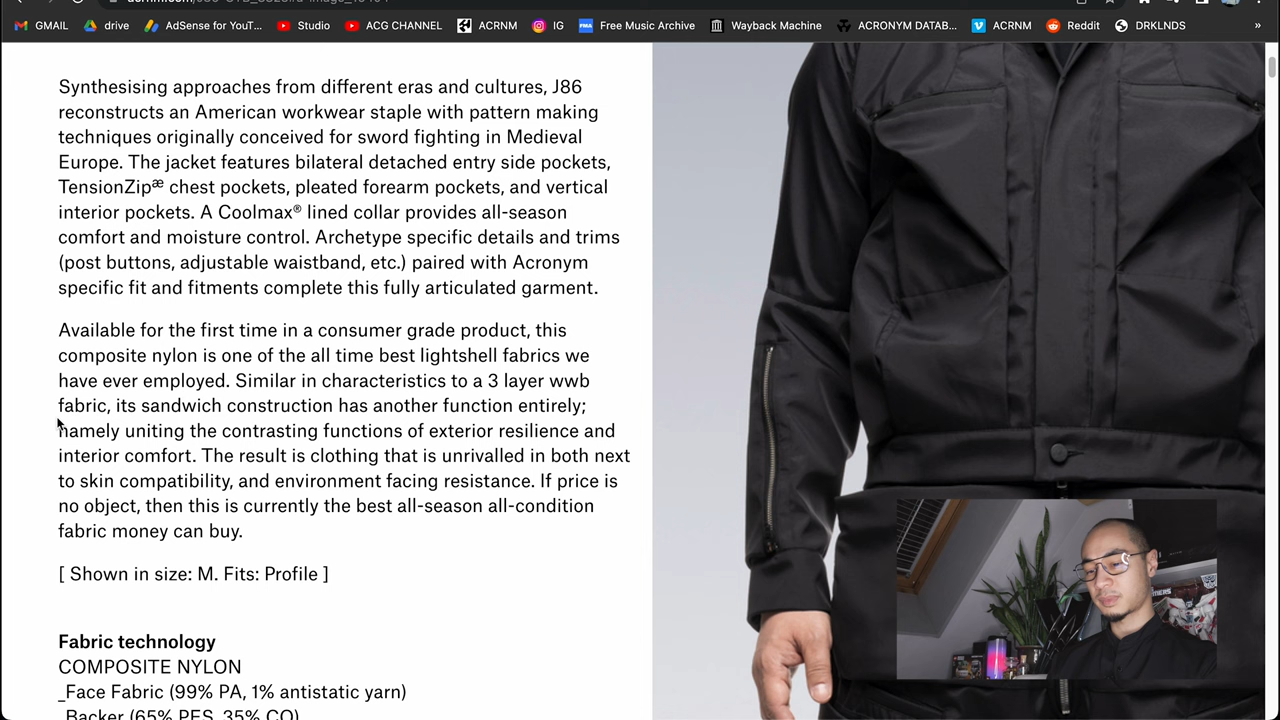 GMAIL drive AdSense for YouT... Studio ACG CHANNEL ACRNM IG Free Music Archive Wayback Machine ACRONYM DATAB... ACRNM Reddit DRKLNDS »
Synthesising approaches from different eras and cultures, J86
reconstructs an American workwear staple with pattern making
techniques originally conceived for sword fighting in Medieval
Europe. The jacket features bilateral detached entry side pockets,
TensionZipᴭ chest pockets, pleated forearm pockets, and vertical
interior pockets. A Coolmax® lined collar provides all-season
comfort and moisture control. Archetype specific details and trims
(post buttons, adjustable waistband, etc.) paired with Acronym
specific fit and fitments complete this fully articulated garment.
Available for the first time in a consumer grade product, this
composite nylon is one of the all time best lightshell fabrics we
have ever employed. Similar in characteristics to a 3 layer wwb
fabric, its sandwich construction has another function entirely;
namely uniting the contrasting functions of exterior resilience and
interior comfort. The result is clothing that is unrivalled in both next
to skin compatibility, and environment facing resistance. If price is
no object, then this is currently the best all-season all-condition
fabric money can buy.
[ Shown in size: M. Fits: Profile ]
Fabric technology
COMPOSITE NYLON
_Face Fabric (99% PA, 1% antistatic yarn)
_Backer (65% PES, 35% CO)